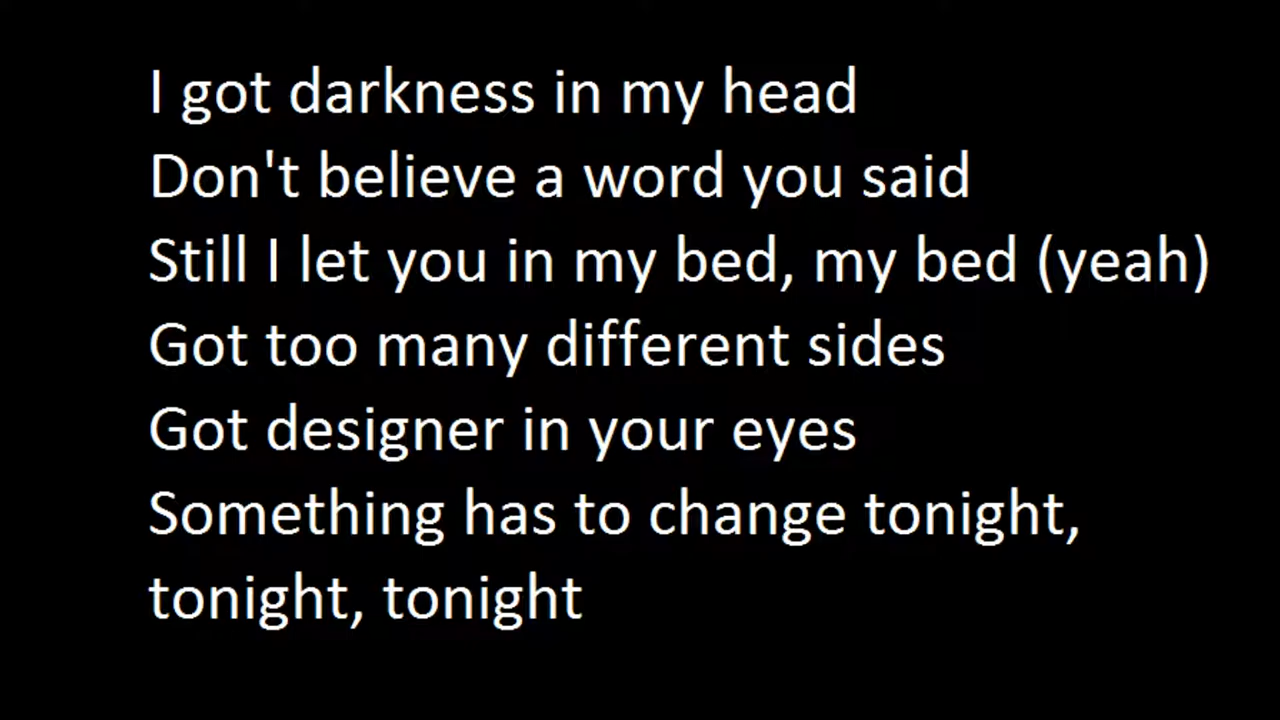 I got darkness in my head
Don't believe a word you said
Still I let you in my bed, my bed (yeah)
Got too many different sides
Got designer in your eyes
Something has to change tonight,
tonight, tonight